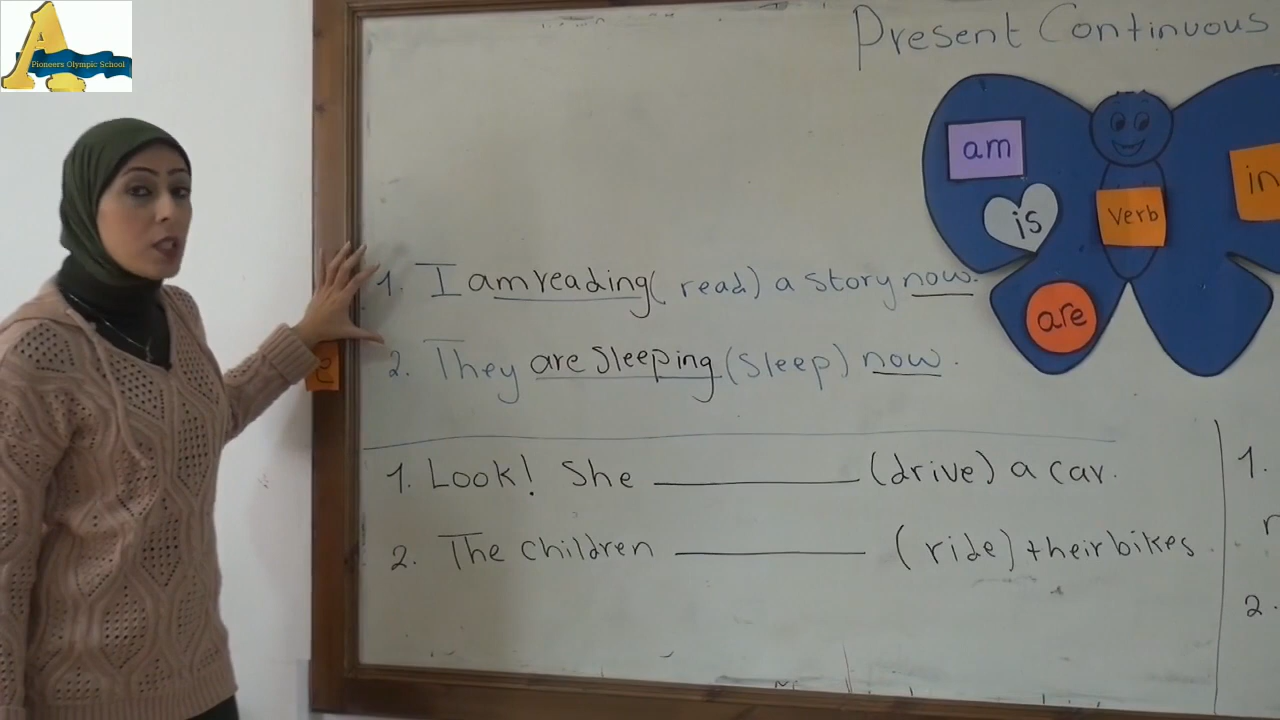 A
Pioneers Olympic School
Present Continuous
am
is
verb
in
are
1. I am reading ( read) a story now.
2. They are sleeping (sleep) now.
1. Look! She ________ (drive) a car.
2. The children ________ (ride) their bikes.
1.
2.